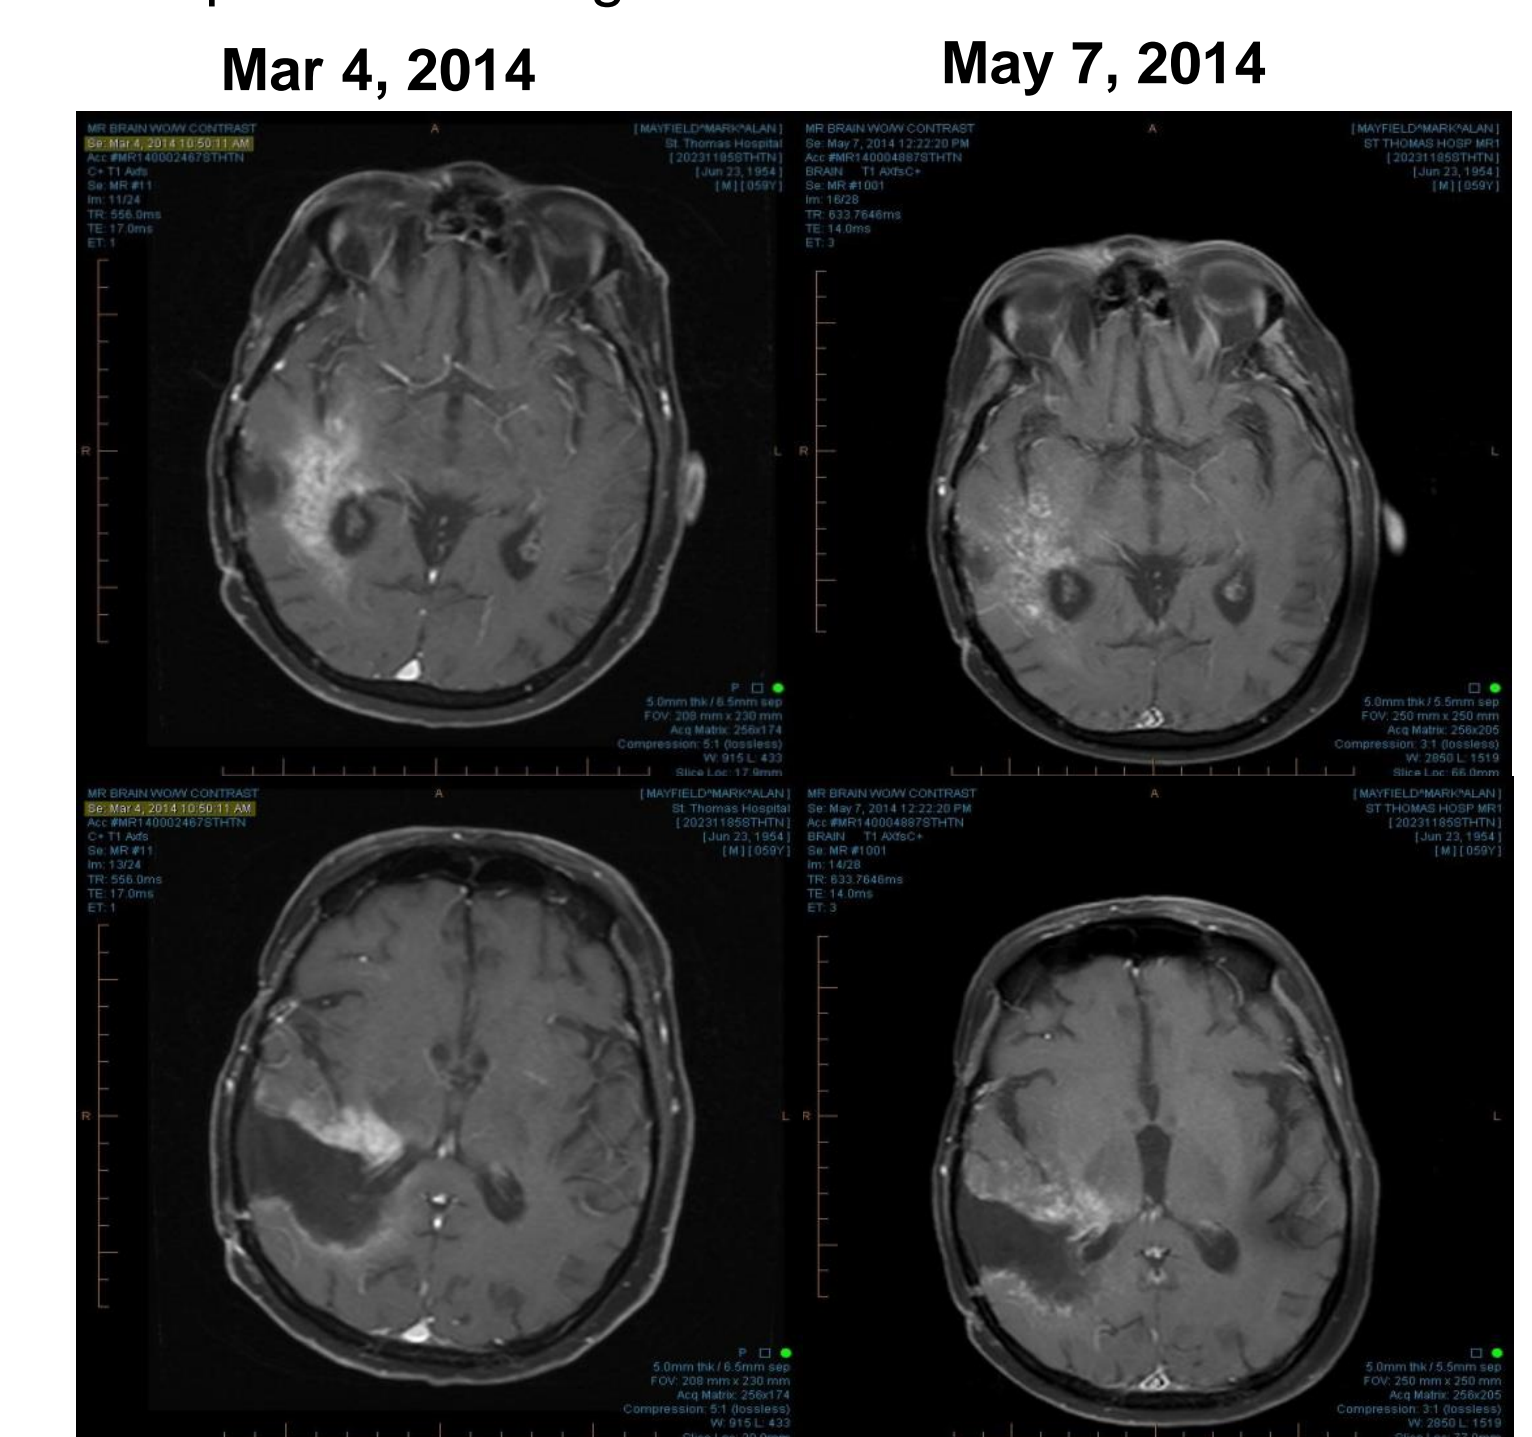 Mar 4, 2014
May 7, 2014
MR BRAIN WO/W CONTRAST
Se: Mar 4, 2014 10:50:11 AM
Acc #MR140002467STHTN
C+ T1 Axfs
Se: MR #11
Im: 11/24
TR: 556.0ms
TE: 17.0ms
ET: 1
A
[MAYFIELD^MARK^ALAN]
St. Thomas Hospital
[20231185STHTN]
[Jun 23, 1954]
[M] [059Y]
R
L
P
5.0mm thk / 6.5mm sep
FOV: 208 mm x 230 mm
Acq Matrix: 256x174
Compression: 5:1 (lossless)
W: 915 L: 433
Slice Loc: 17.9mm
MR BRAIN WO/W CONTRAST
Se: May 7, 2014 12:22:20 PM
Acc #MR140004887STHTN
BRAIN T1 AXfsC+
Se: MR #1001
Im: 16/28
TR: 633.7646ms
TE: 14.0ms
ET: 3
A
[MAYFIELD^MARK^ALAN]
ST THOMAS HOSP MR1
[20231185STHTN]
[Jun 23, 1954]
[M] [059Y]
R
L
5.0mm thk / 5.5mm sep
FOV: 250 mm x 250 mm
Acq Matrix: 256x205
Compression: 3:1 (lossless)
W: 2850 L: 1519
Slice Loc: 66.0mm
MR BRAIN WO/W CONTRAST
Se: Mar 4, 2014 10:50:11 AM
Acc #MR140002467STHTN
C+ T1 Axfs
Se: MR #11
Im: 13/24
TR: 556.0ms
TE: 17.0ms
ET: 1
A
[MAYFIELD^MARK^ALAN]
St. Thomas Hospital
[20231185STHTN]
[Jun 23, 1954]
[M] [059Y]
R
L
P
5.0mm thk / 6.5mm sep
FOV: 208 mm x 230 mm
Acq Matrix: 256x174
Compression: 5:1 (lossless)
W: 915 L: 433
MR BRAIN WO/W CONTRAST
Se: May 7, 2014 12:22:20 PM
Acc #MR140004887STHTN
BRAIN T1 AXfsC+
Se: MR #1001
Im: 14/28
TR: 633.7646ms
TE: 14.0ms
ET: 3
A
[MAYFIELD^MARK^ALAN]
ST THOMAS HOSP MR1
[20231185STHTN]
[Jun 23, 1954]
[M] [059Y]
R
L
5.0mm thk / 5.5mm sep
FOV: 250 mm x 250 mm
Acq Matrix: 256x205
Compression: 3:1 (lossless)
W: 2850 L: 1519